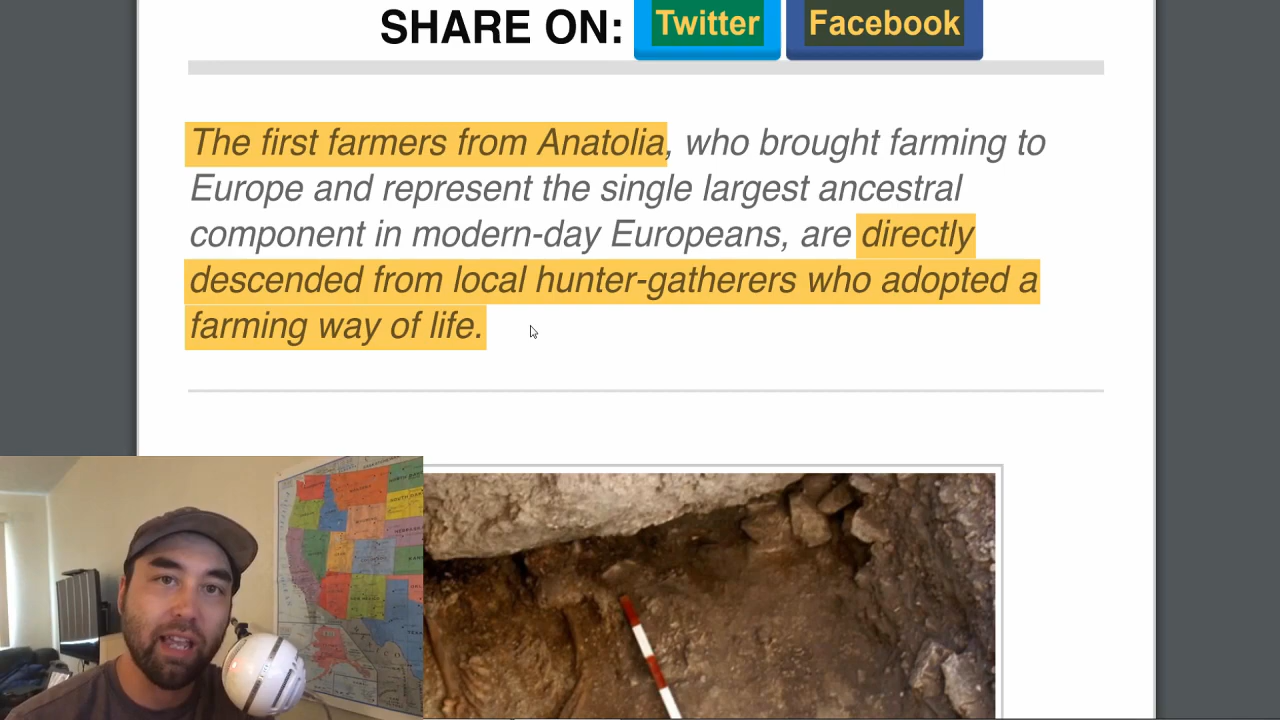 SHARE ON: Twitter Facebook
The first farmers from Anatolia, who brought farming to
Europe and represent the single largest ancestral
component in modern-day Europeans, are directly
descended from local hunter-gatherers who adopted a
farming way of life.